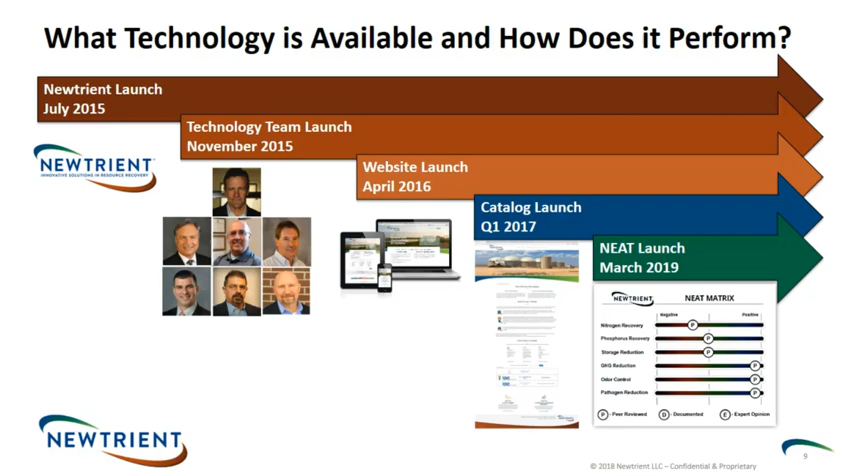 What Technology is Available and How Does it Perform?
Newtrient Launch
July 2015
Technology Team Launch
November 2015
NEWTRIENT
INNOVATIVE SOLUTIONS IN RESOURCE RECOVERY
Website Launch
April 2016
Catalog Launch
Q1 2017
NEAT Launch
March 2019
NEWTRIENT
NEAT MATRIX
Negative
Positive
Nitrogen Recovery
P
Phosphorus Recovery
P
Storage Reduction
P
GHG Reduction
P
Odor Control
P
Pathogen Reduction
P
P - Peer Reviewed
D - Documented
E - Expert Opinion
NEWTRIENT
9
© 2018 Newtrient LLC – Confidential & Proprietary